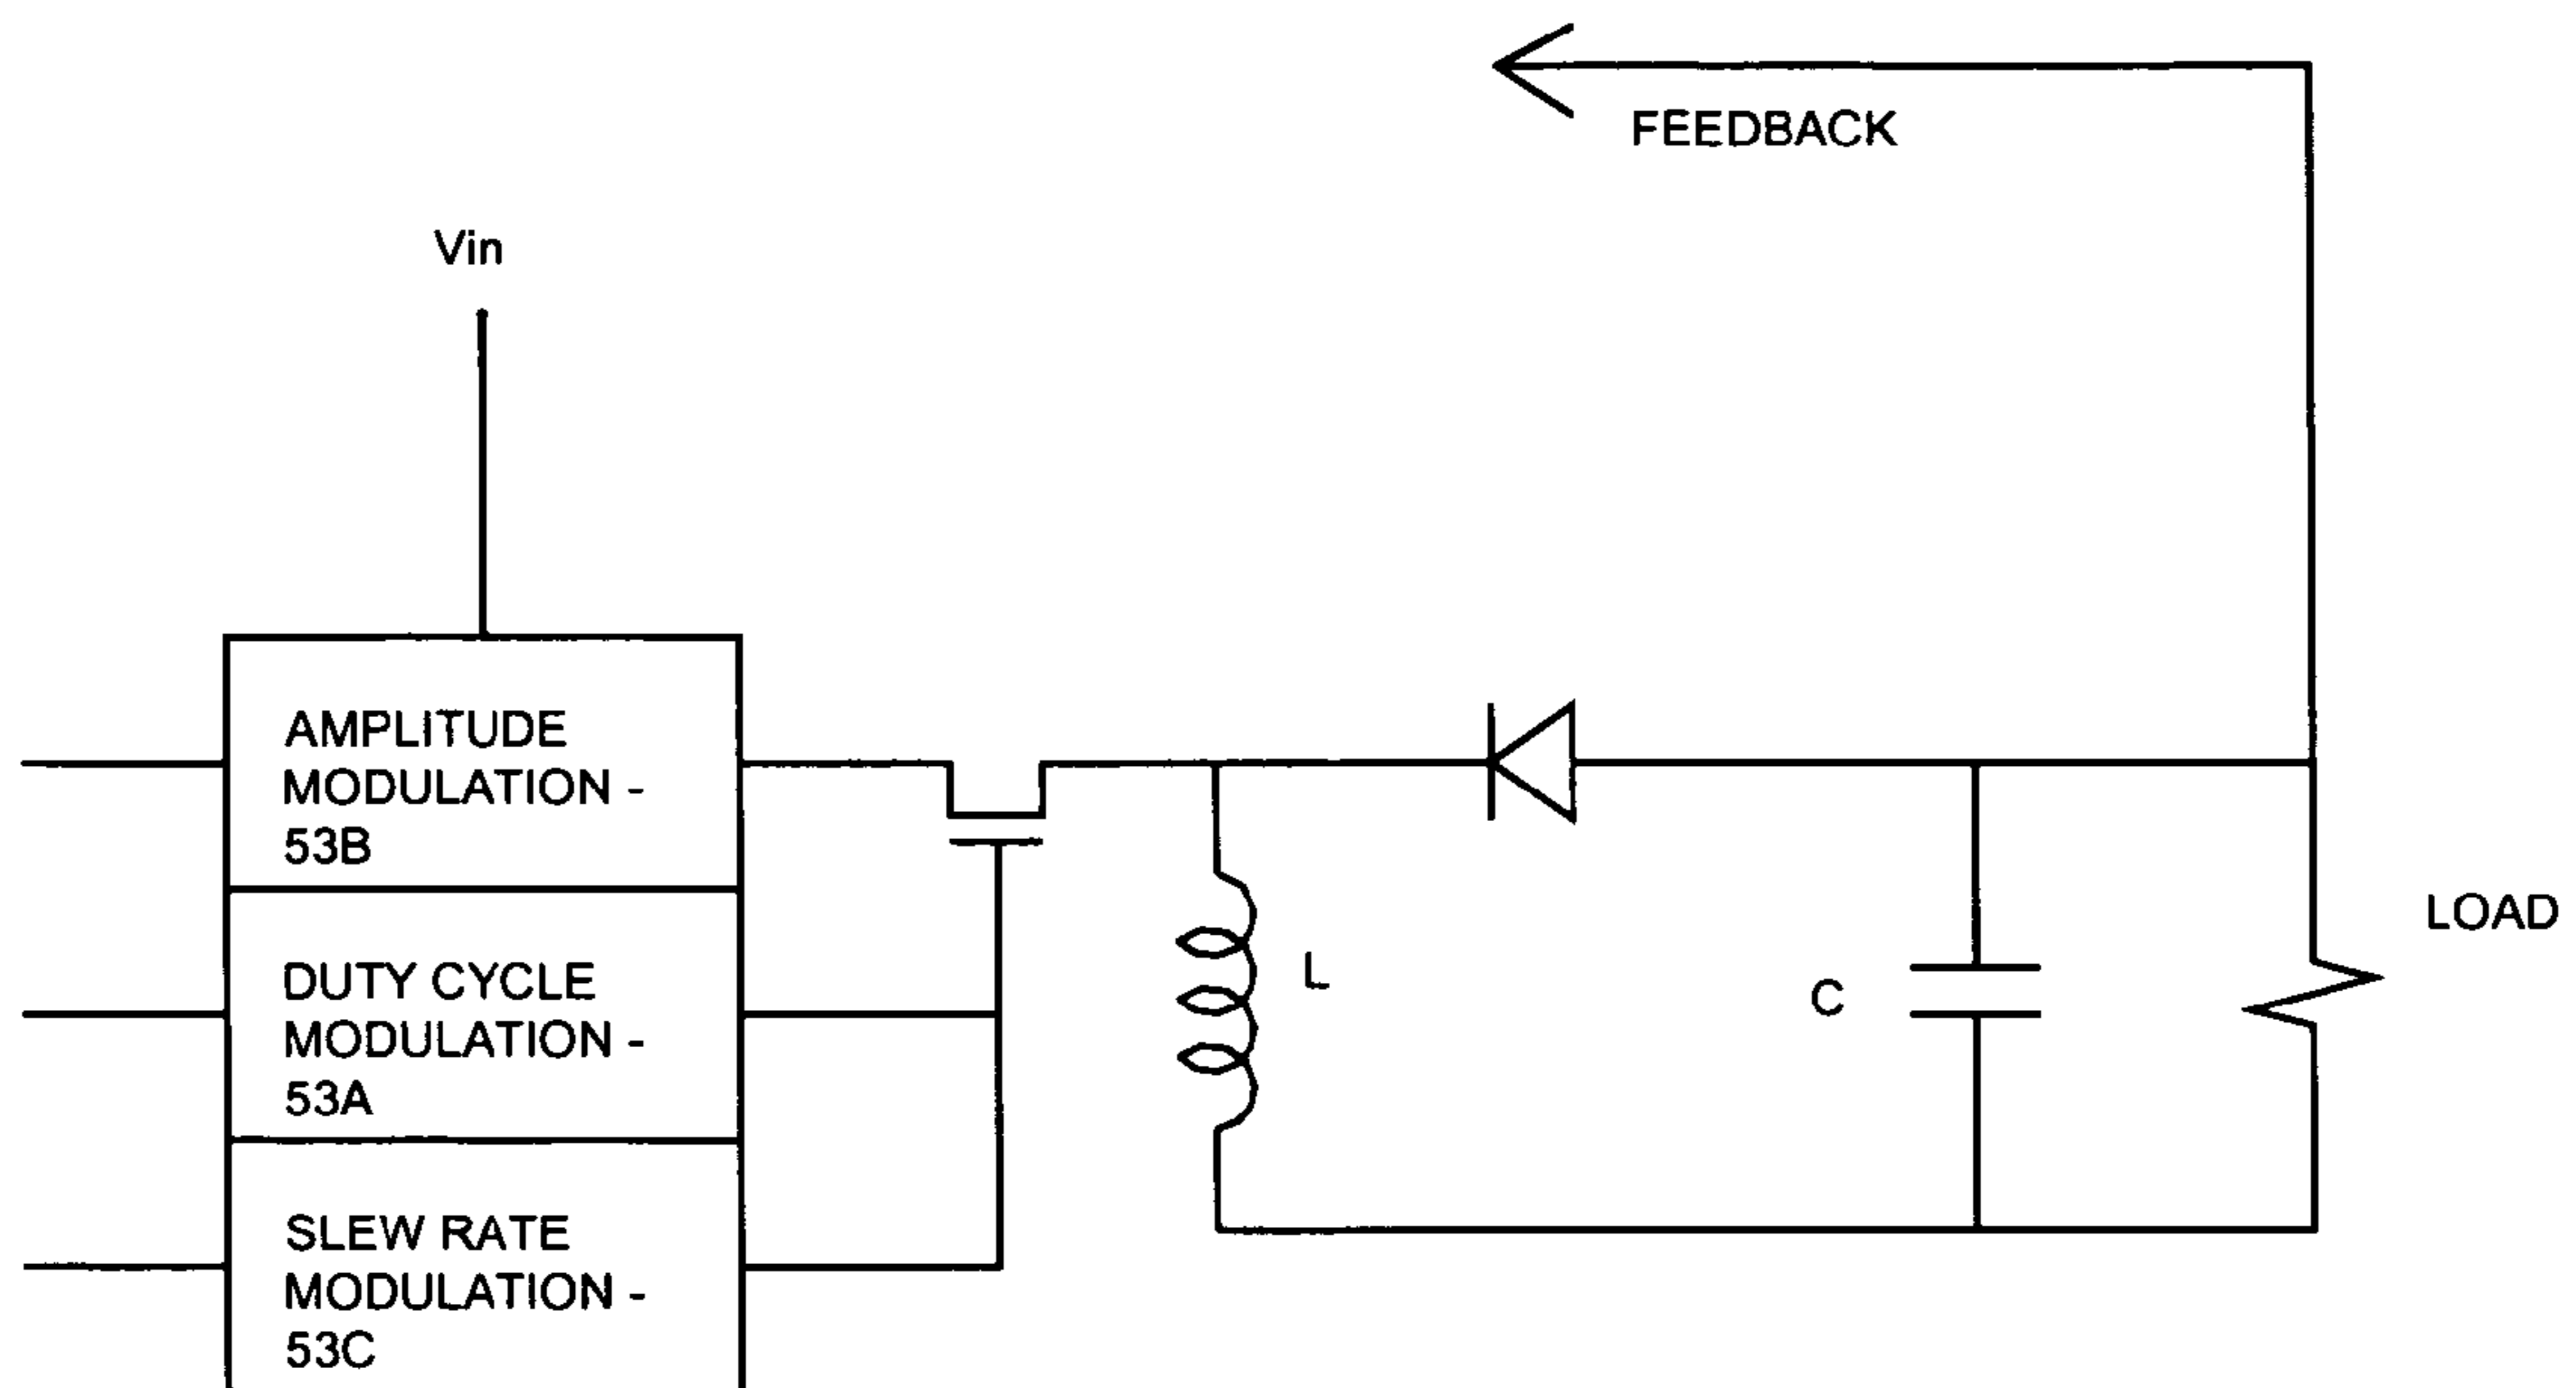 FEEDBACK
Vin
AMPLITUDE
MODULATION -
53B
LOAD
DUTY CYCLE
MODULATION -
53A
L
C
SLEW RATE
MODULATION -
53C